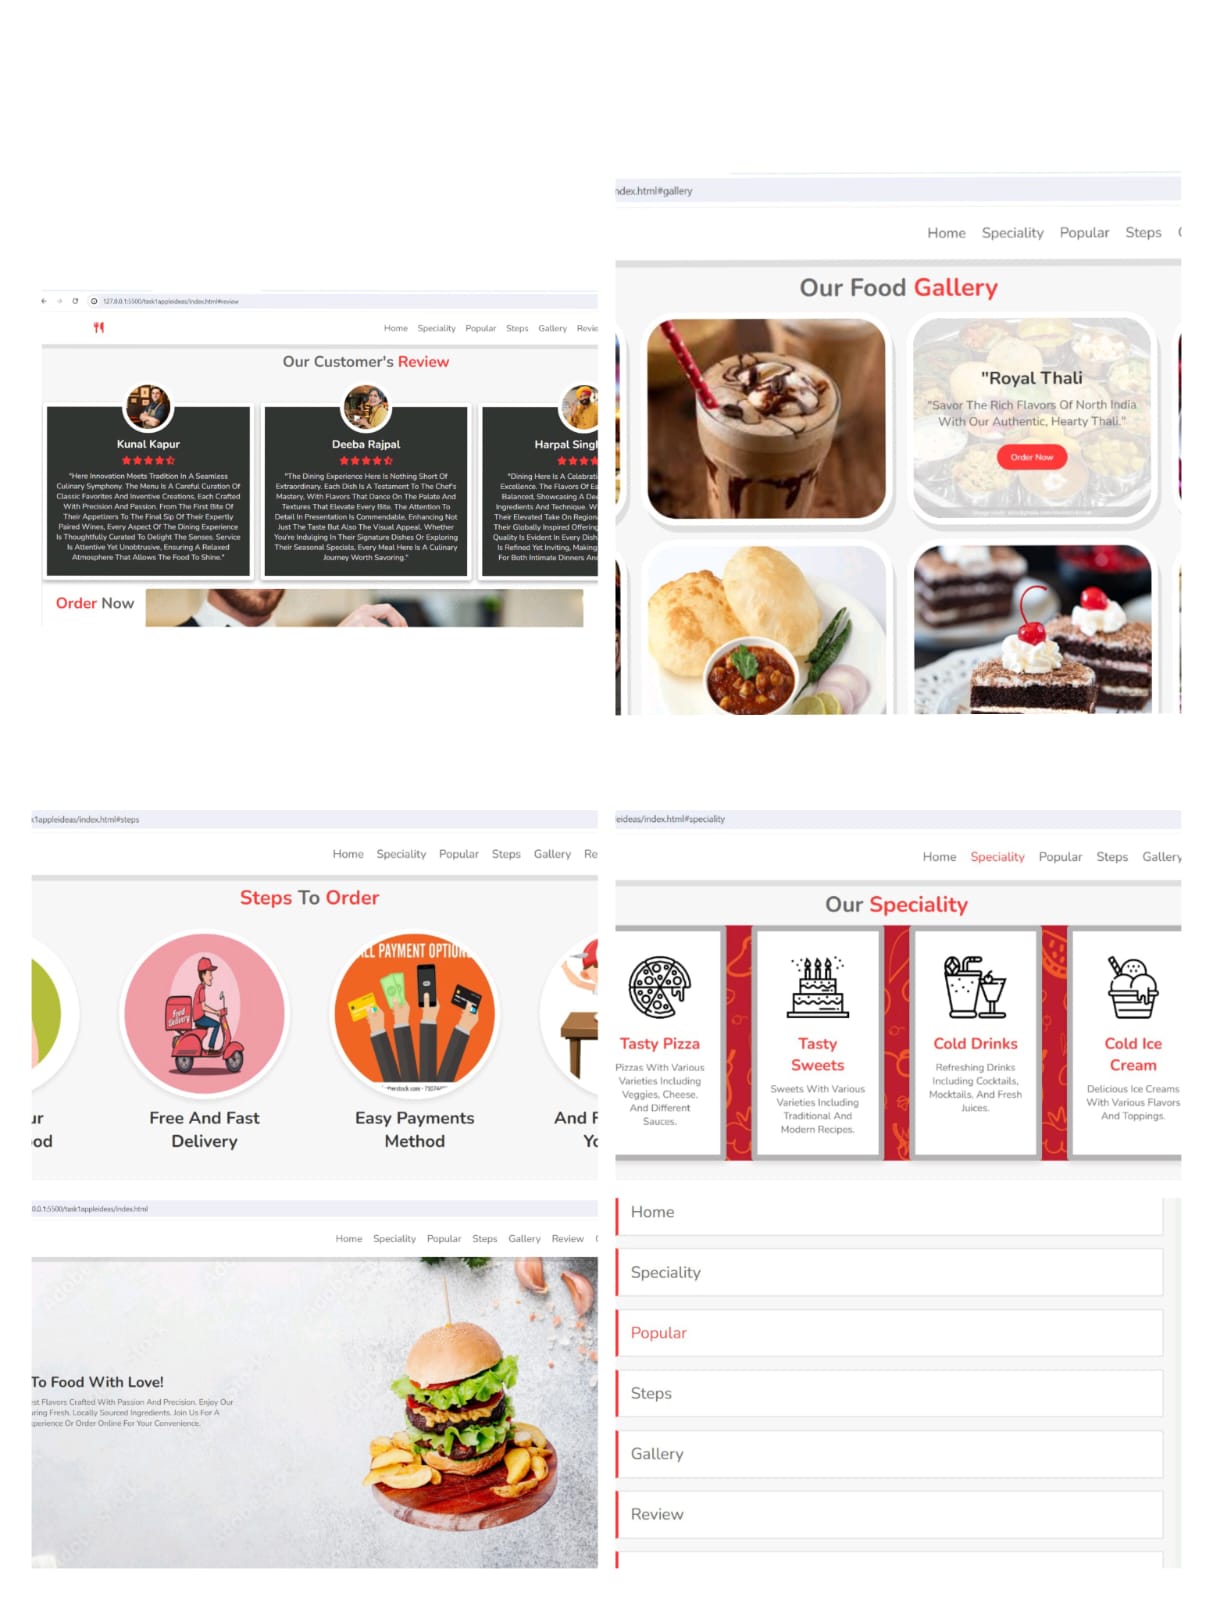 127.0.0.1:5500/task1appleideas/index.html#review
Home Speciality Popular Steps Gallery
Our Customer's Review
Kunal Kapur
"Here Innovation Meets Tradition In A Seamless
Culinary Symphony. The Menu Is A Careful Curation Of
Classic Favorites And Inventive Creations, Each Crafted
With Precision And Passion. From The First Bite Of
Their Appetizers To The Final Sip Of Their Expertly
Paired Wines, Every Aspect Of The Dining Experience
Is Thoughtfully Curated To Delight The Senses. Service
Is Attentive Yet Unobtrusive, Ensuring A Relaxed
Atmosphere That Allows The Food To Shine."
Deeba Rajpal
"The Dining Experience Here Is Nothing Short Of
Extraordinary. Each Dish Is A Testament To The Chef's
Mastery, With Flavors That Dance On The Palate And
Textures That Elevate Every Bite. The Attention To
Detail In Presentation Is Commendable, Enhancing Not
Just The Taste But Also The Visual Appeal. Whether
You're Indulging In Their Signature Dishes Or Exploring
Their Seasonal Specials, Every Meal Here Is A Culinary
Journey Worth Savoring."
Harpal Singh
"Dining Here Is A Celebrati
Excellence. The Flavors Of Ea
Balanced, Showcasing A De
Ingredients And Technique. W
Their Elevated Take On Region
Their Globally Inspired Offering
Quality Is Evident In Every Dish
Is Refined Yet Inviting, Making
For Both Intimate Dinners An
Order Now
index.html#gallery
Home Speciality Popular Steps
Our Food Gallery
"Royal Thali
"Savor The Rich Flavors Of North India
With Our Authentic, Hearty Thali."
Order Now
k1appleideas/index.html#steps
Home Speciality Popular Steps Gallery Re
Steps To Order
Food
Delivery
ALL PAYMENT OPTIONS
ur
od
Free And Fast
Delivery
Easy Payments
Method
And F
Yo
eideas/index.html#speciality
Home Speciality Popular Steps Gallery
Our Speciality
Tasty Pizza
Pizzas With Various
Varieties Including
Veggies, Cheese,
And Different
Sauces.
Tasty
Sweets
Sweets With Various
Varieties Including
Traditional And
Modern Recipes.
Cold Drinks
Refreshing Drinks
Including Cocktails,
Mocktails, And Fresh
Juices.
Cold Ice
Cream
Delicious Ice Creams
With Various Flavors
And Toppings.
0.0.1:5500/task1appleideas/index.html
Home Speciality Popular Steps Gallery Review
To Food With Love!
est Flavors Crafted With Passion And Precision. Enjoy Our
uring Fresh, Locally Sourced Ingredients. Join Us For A
xperience Or Order Online For Your Convenience.
Home
Speciality
Popular
Steps
Gallery
Review